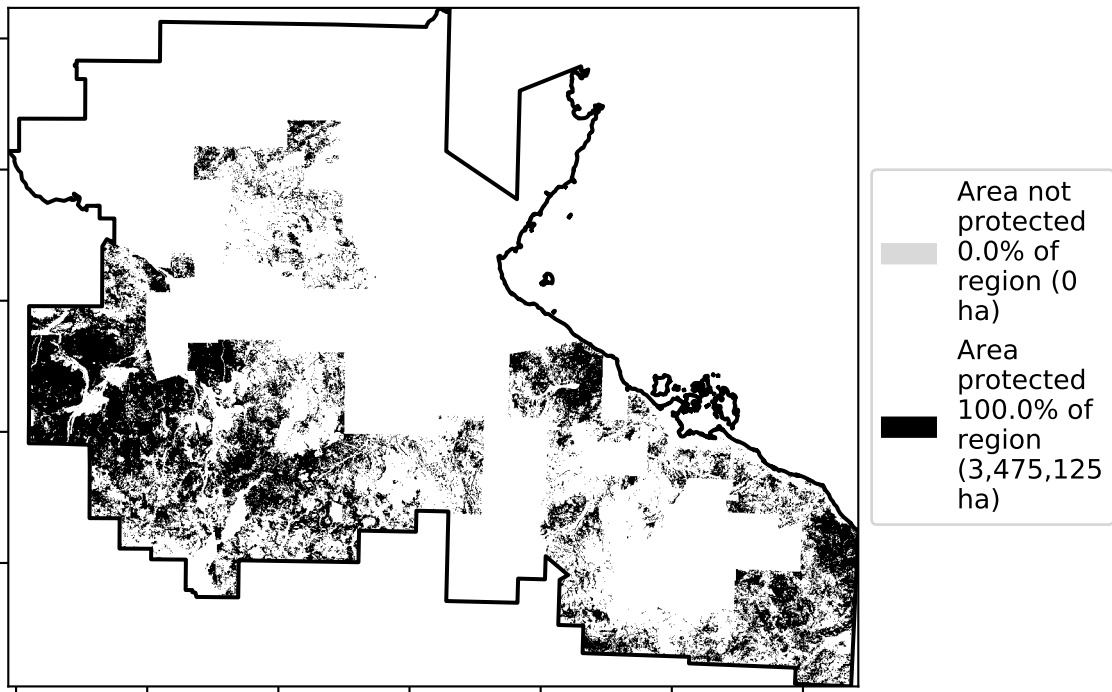 Area not
protected
0.0% of
region (0
ha)
Area
protected
100.0% of
region
(3,475,125
ha)